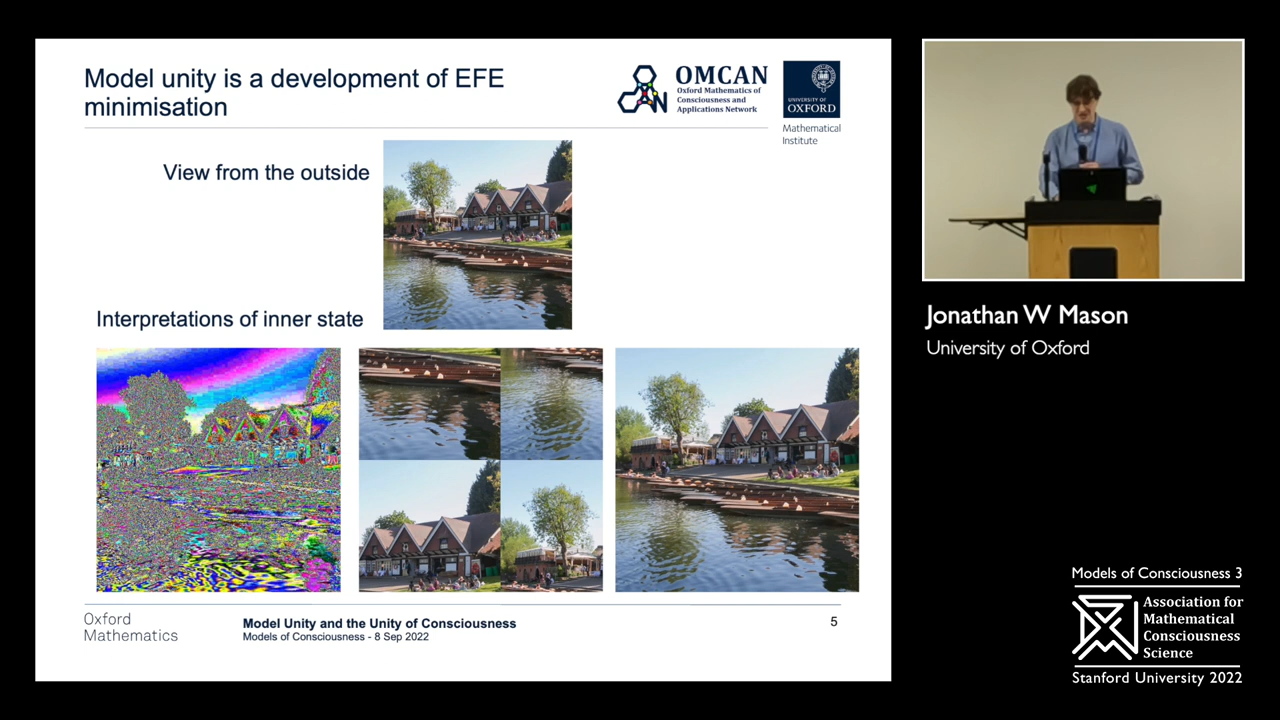 Model unity is a development of EFE
minimisation
OMCAN
Oxford Mathematics of
Consciousness and
Applications Network
UNIVERSITY OF
OXFORD
Mathematical
Institute
View from the outside
Interpretations of inner state
Oxford
Mathematics
Model Unity and the Unity of Consciousness
Models of Consciousness - 8 Sep 2022
5
Jonathan W Mason
University of Oxford
Models of Consciousness 3
Association for
Mathematical
Consciousness
Science
Stanford University 2022